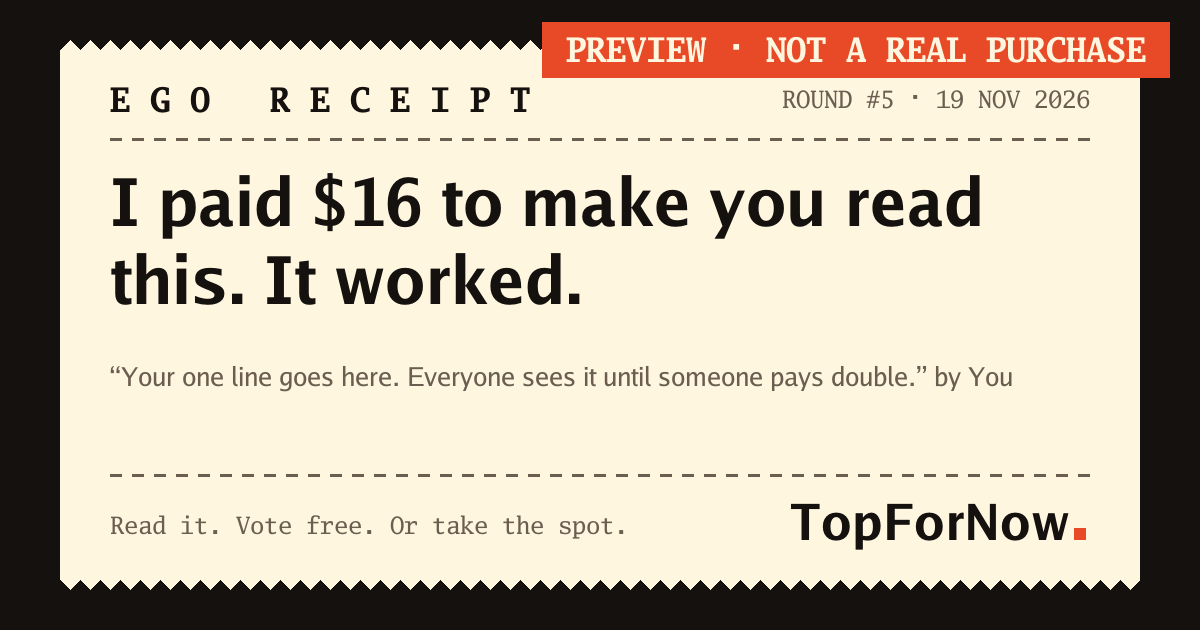 PREVIEW · NOT A REAL PURCHASE
EGO RECEIPT
ROUND #5 · 19 NOV 2026
I paid $16 to make you read
this. It worked.
“Your one line goes here. Everyone sees it until someone pays double.” by You
Read it. Vote free. Or take the spot.
TopForNow.